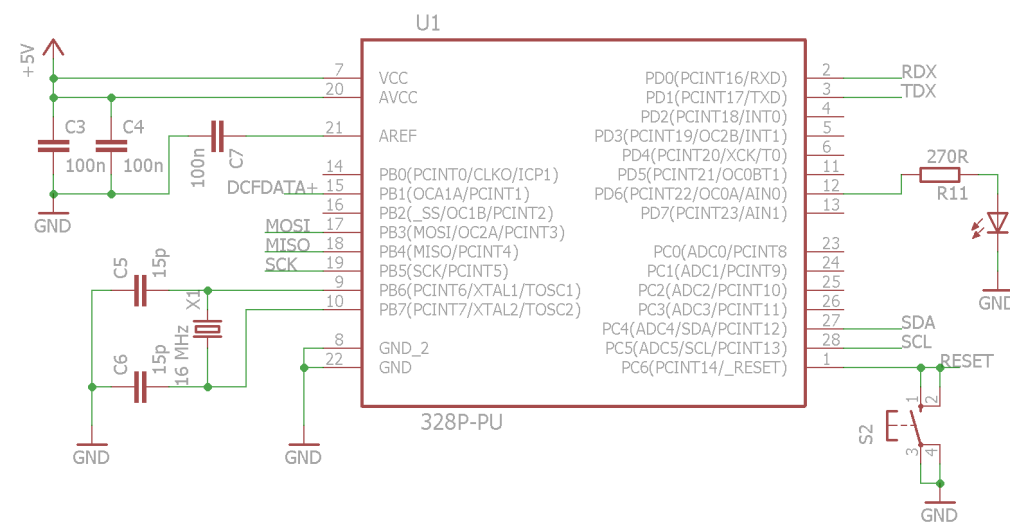 U1
+5V
7 VCC
20 AVCC
21 AREF
14 PB0(PCINT0/CLKO/ICP1)
15 PB1(OCA1A/PCINT1)
16 PB2(_SS/OC1B/PCINT2)
17 PB3(MOSI/OC2A/PCINT3)
18 PB4(MISO/PCINT4)
19 PB5(SCK/PCINT5)
9 PB6(PCINT6/XTAL1/TOSC1)
10 PB7(PCINT7/XTAL2/TOSC2)
8 GND_2
22 GND
PD0(PCINT16/RXD) 2 RDX
PD1(PCINT17/TXD) 3 TDX
PD2(PCINT18/INT0) 4
PD3(PCINT19/OC2B/INT1) 5
PD4(PCINT20/XCK/T0) 6
PD5(PCINT21/OC0BT1) 11
PD6(PCINT22/OC0A/AIN0) 12
PD7(PCINT23/AIN1) 13
PC0(ADC0/PCINT8 23
PC1(ADC1/PCINT9) 24
PC2(ADC2/PCINT10) 25
PC3(ADC3/PCINT11) 26
PC4(ADC4/SDA/PCINT12) 27 SDA
PC5(ADC5/SCL/PCINT13) 28 SCL
PC6(PCINT14/_RESET) 1 RESET
328P-PU
C3
100n
C4
100n
C7
100n
GND
DCFDATA+
MOSI
MISO
SCK
C5
15p
X1
16 MHz
C6
15p
GND
GND
270R
R11
GND
S2
1
2
3
4
GND